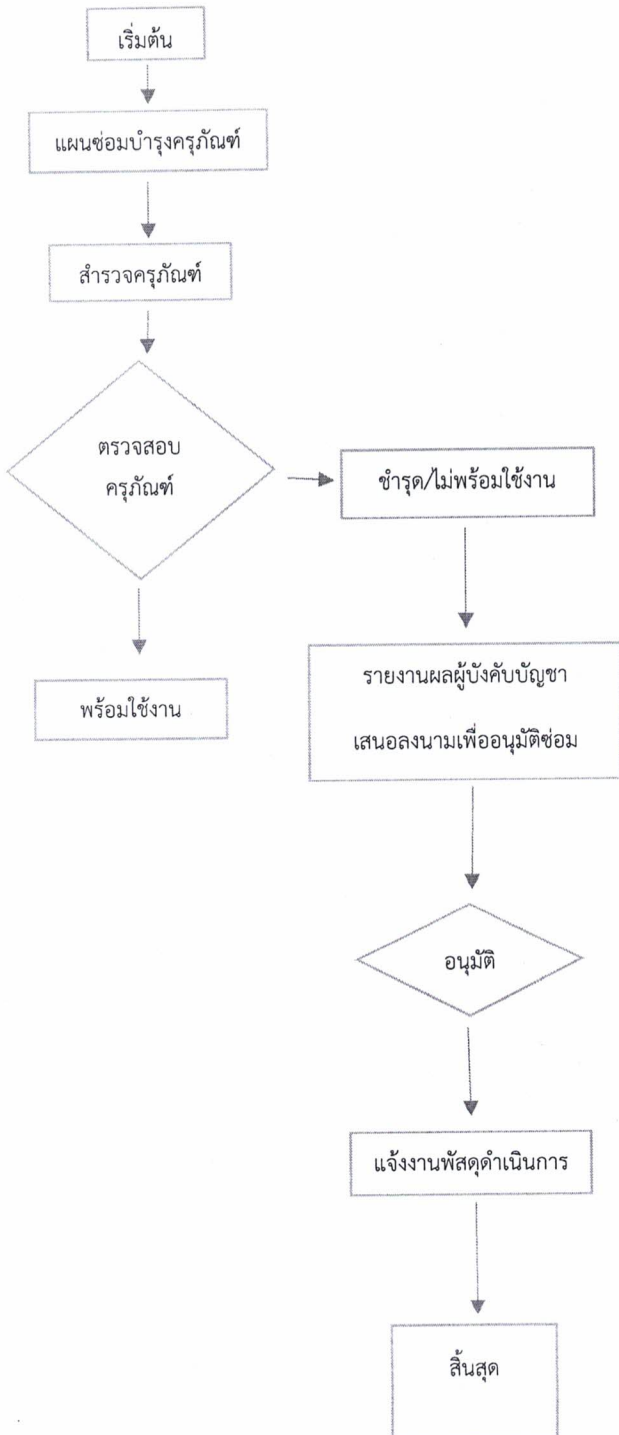 เริ่มต้น
แผนซ่อมบำรุงครุภัณฑ์
สำรวจครุภัณฑ์
ตรวจสอบ
ครุภัณฑ์
ชำรุด/ไม่พร้อมใช้งาน
พร้อมใช้งาน
รายงานผลผู้บังคับบัญชา
เสนอลงนามเพื่ออนุมัติซ่อม
อนุมัติ
แจ้งงานพัสดุดำเนินการ
สิ้นสุด